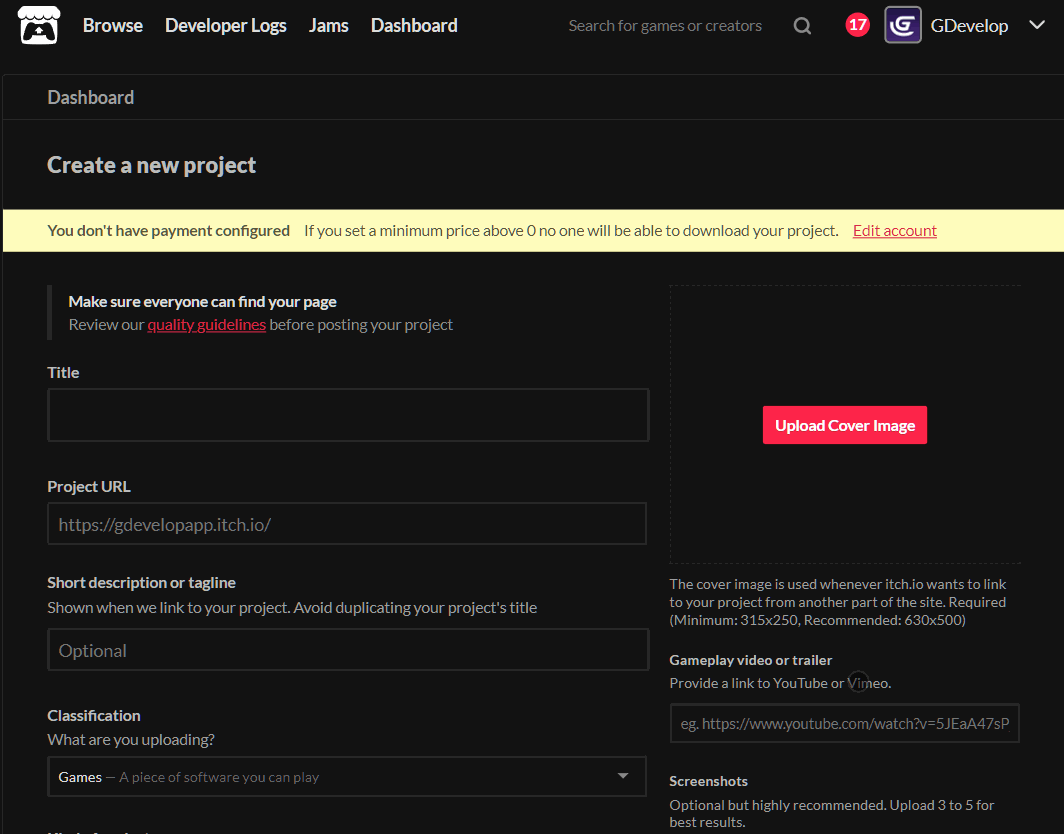 Browse Developer Logs Jams Dashboard Search for games or creators 17 GDevelop
Dashboard
Create a new project
You don't have payment configured If you set a minimum price above 0 no one will be able to download your project. Edit account
Make sure everyone can find your page
Review our quality guidelines before posting your project
Title
Project URL
https://gdevelopapp.itch.io/
Short description or tagline
Shown when we link to your project. Avoid duplicating your project's title
Optional
Classification
What are you uploading?
Games — A piece of software you can play
Upload Cover Image
The cover image is used whenever itch.io wants to link
to your project from another part of the site. Required
(Minimum: 315x250, Recommended: 630x500)
Gameplay video or trailer
Provide a link to YouTube or Vimeo.
eg. https://www.youtube.com/watch?v=5JEaA47sP
Screenshots
Optional but highly recommended. Upload 3 to 5 for
best results.